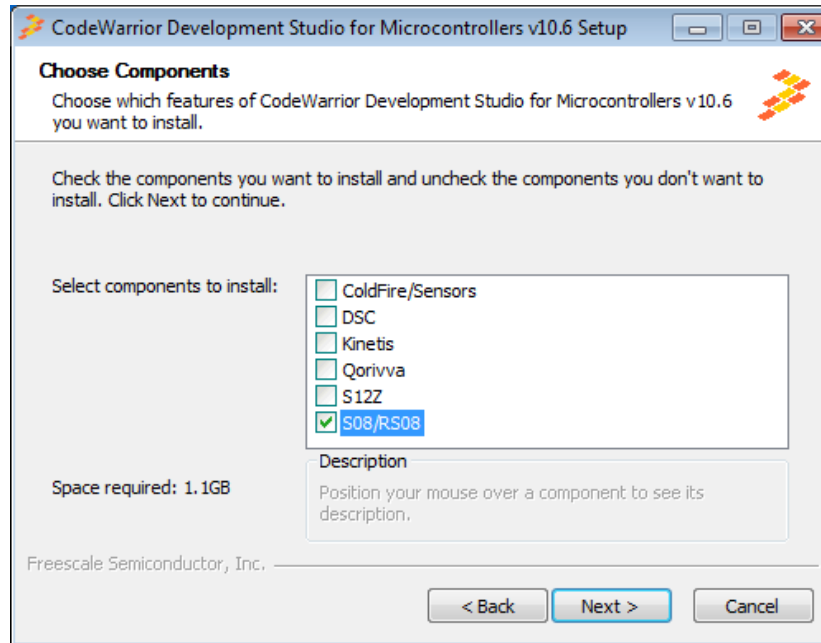 CodeWarrior Development Studio for Microcontrollers v10.6 Setup
Choose Components
Choose which features of CodeWarrior Development Studio for Microcontrollers v10.6
you want to install.
Check the components you want to install and uncheck the components you don't want to
install. Click Next to continue.
Select components to install:
ColdFire/Sensors
DSC
Kinetis
Qorivva
S12Z
S08/RS08
Space required: 1.1GB
Description
Position your mouse over a component to see its
description.
Freescale Semiconductor, Inc.
< Back
Next >
Cancel